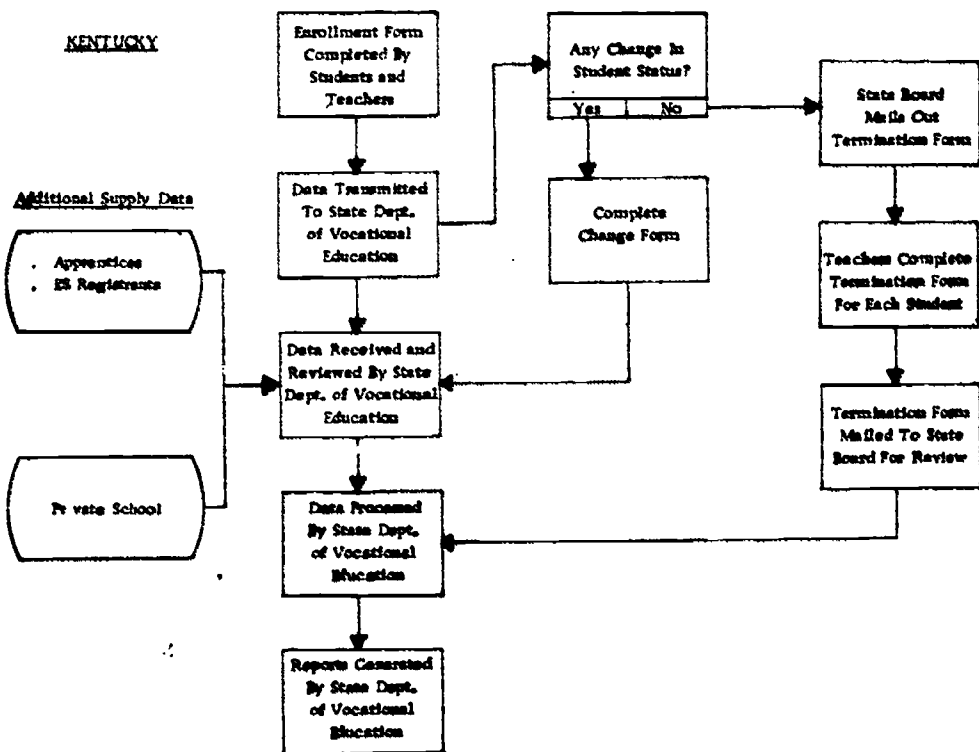 KENTUCKY
Enrollment Form
Completed By
Students and
Teachers
Any Change In
Student Status?
Yes
No
State Board
Mails Out
Termination Form
Additional Supply Data
. Apprentices
. ES Registrants
Private School
Data Transmitted
To State Dept.
of Vocational
Education
Complete
Change Form
Teachers Complete
Termination Form
For Each Student
Data Received and
Reviewed By State
Dept. of Vocational
Education
Termination Form
Mailed To State
Board For Review
Data Processed
By State Dept.
of Vocational
Education
Reports Generated
By State Dept.
of Vocational
Education